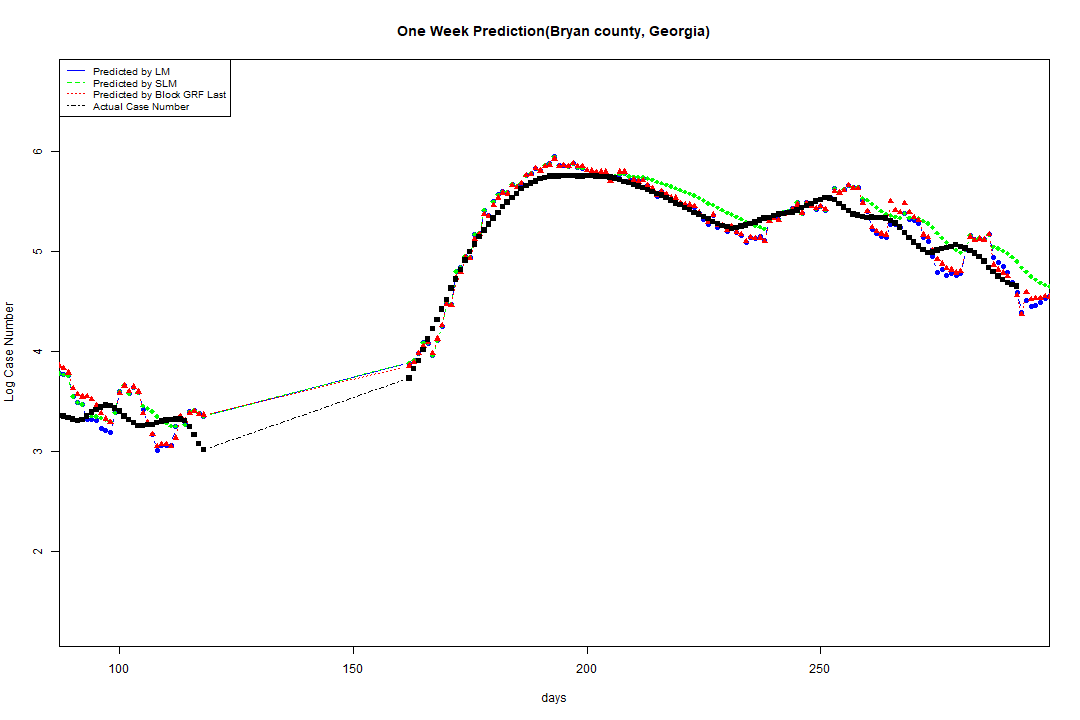 One Week Prediction(Bryan county, Georgia)
Predicted by LM
Predicted by SLM
Predicted by Block GRF Last
Actual Case Number
6
5
4
3
2
Log Case Number
100 150 200 250
days